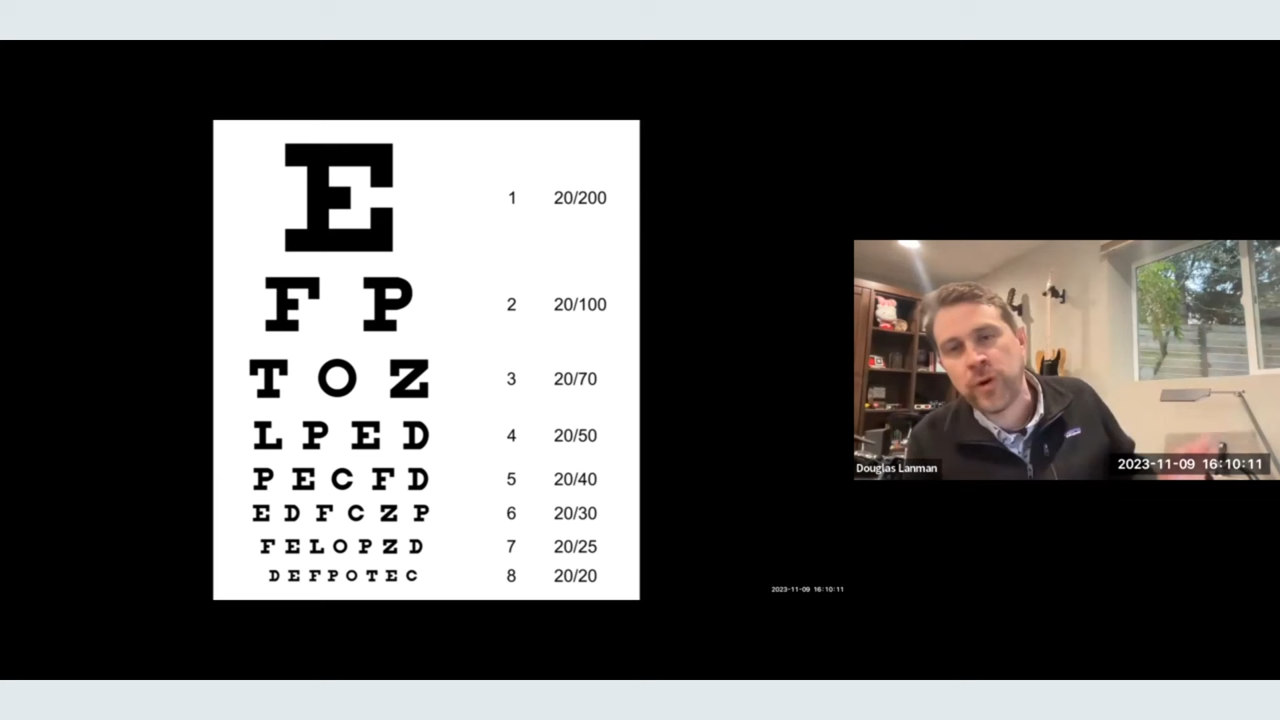 E 1 20/200
F P 2 20/100
T O Z 3 20/70
L P E D 4 20/50
P E C F D 5 20/40
E D F C Z P 6 20/30
F E L O P Z D 7 20/25
D E F P O T E C 8 20/20
Douglas Lanman
2023-11-09 16:10:11
2023-11-09 16:10:11